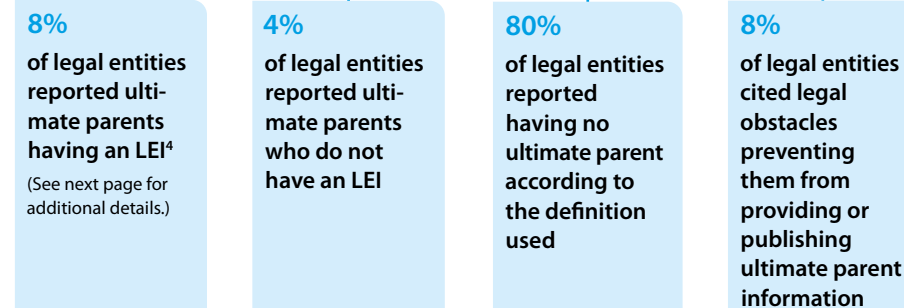 8%
of legal entities
reported ulti-
mate parents
having an LEI⁴
(See next page for
additional details.)
4%
of legal entities
reported ulti-
mate parents
who do not
have an LEI
80%
of legal entities
reported
having no
ultimate parent
according to
the definition
used
8%
of legal entities
cited legal
obstacles
preventing
them from
providing or
publishing
ultimate parent
information